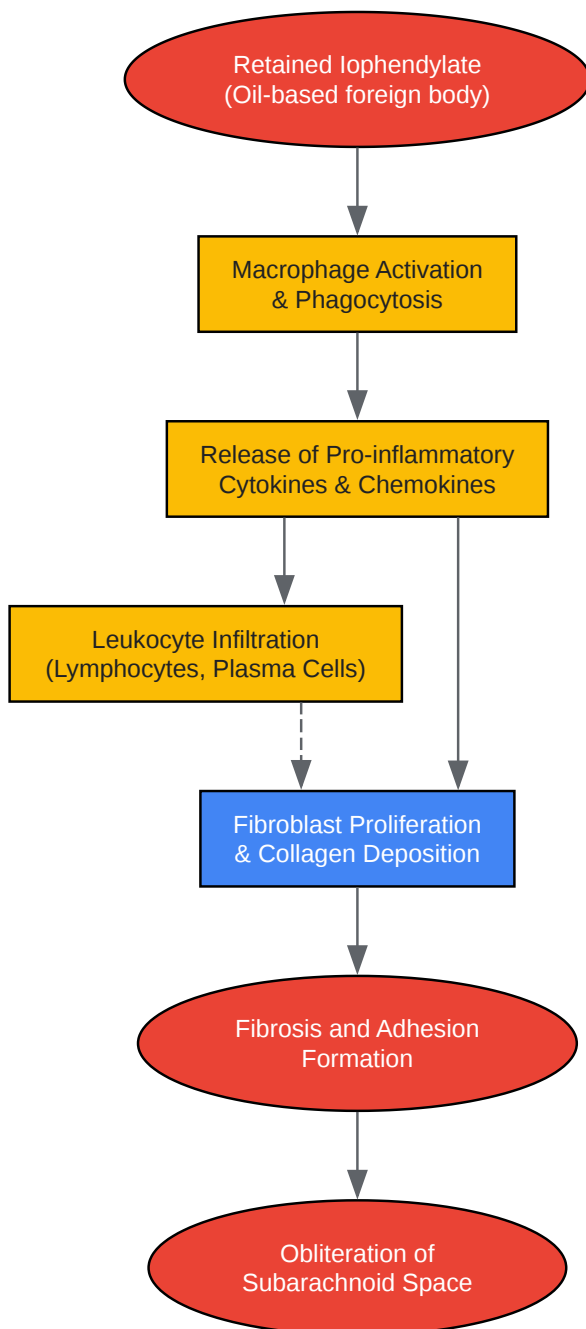 Retained Iophendylate
(Oil-based foreign body)
Macrophage Activation
& Phagocytosis
Release of Pro-inflammatory
Cytokines & Chemokines
Leukocyte Infiltration
(Lymphocytes, Plasma Cells)
Fibroblast Proliferation
& Collagen Deposition
Fibrosis and Adhesion
Formation
Obliteration of
Subarachnoid Space